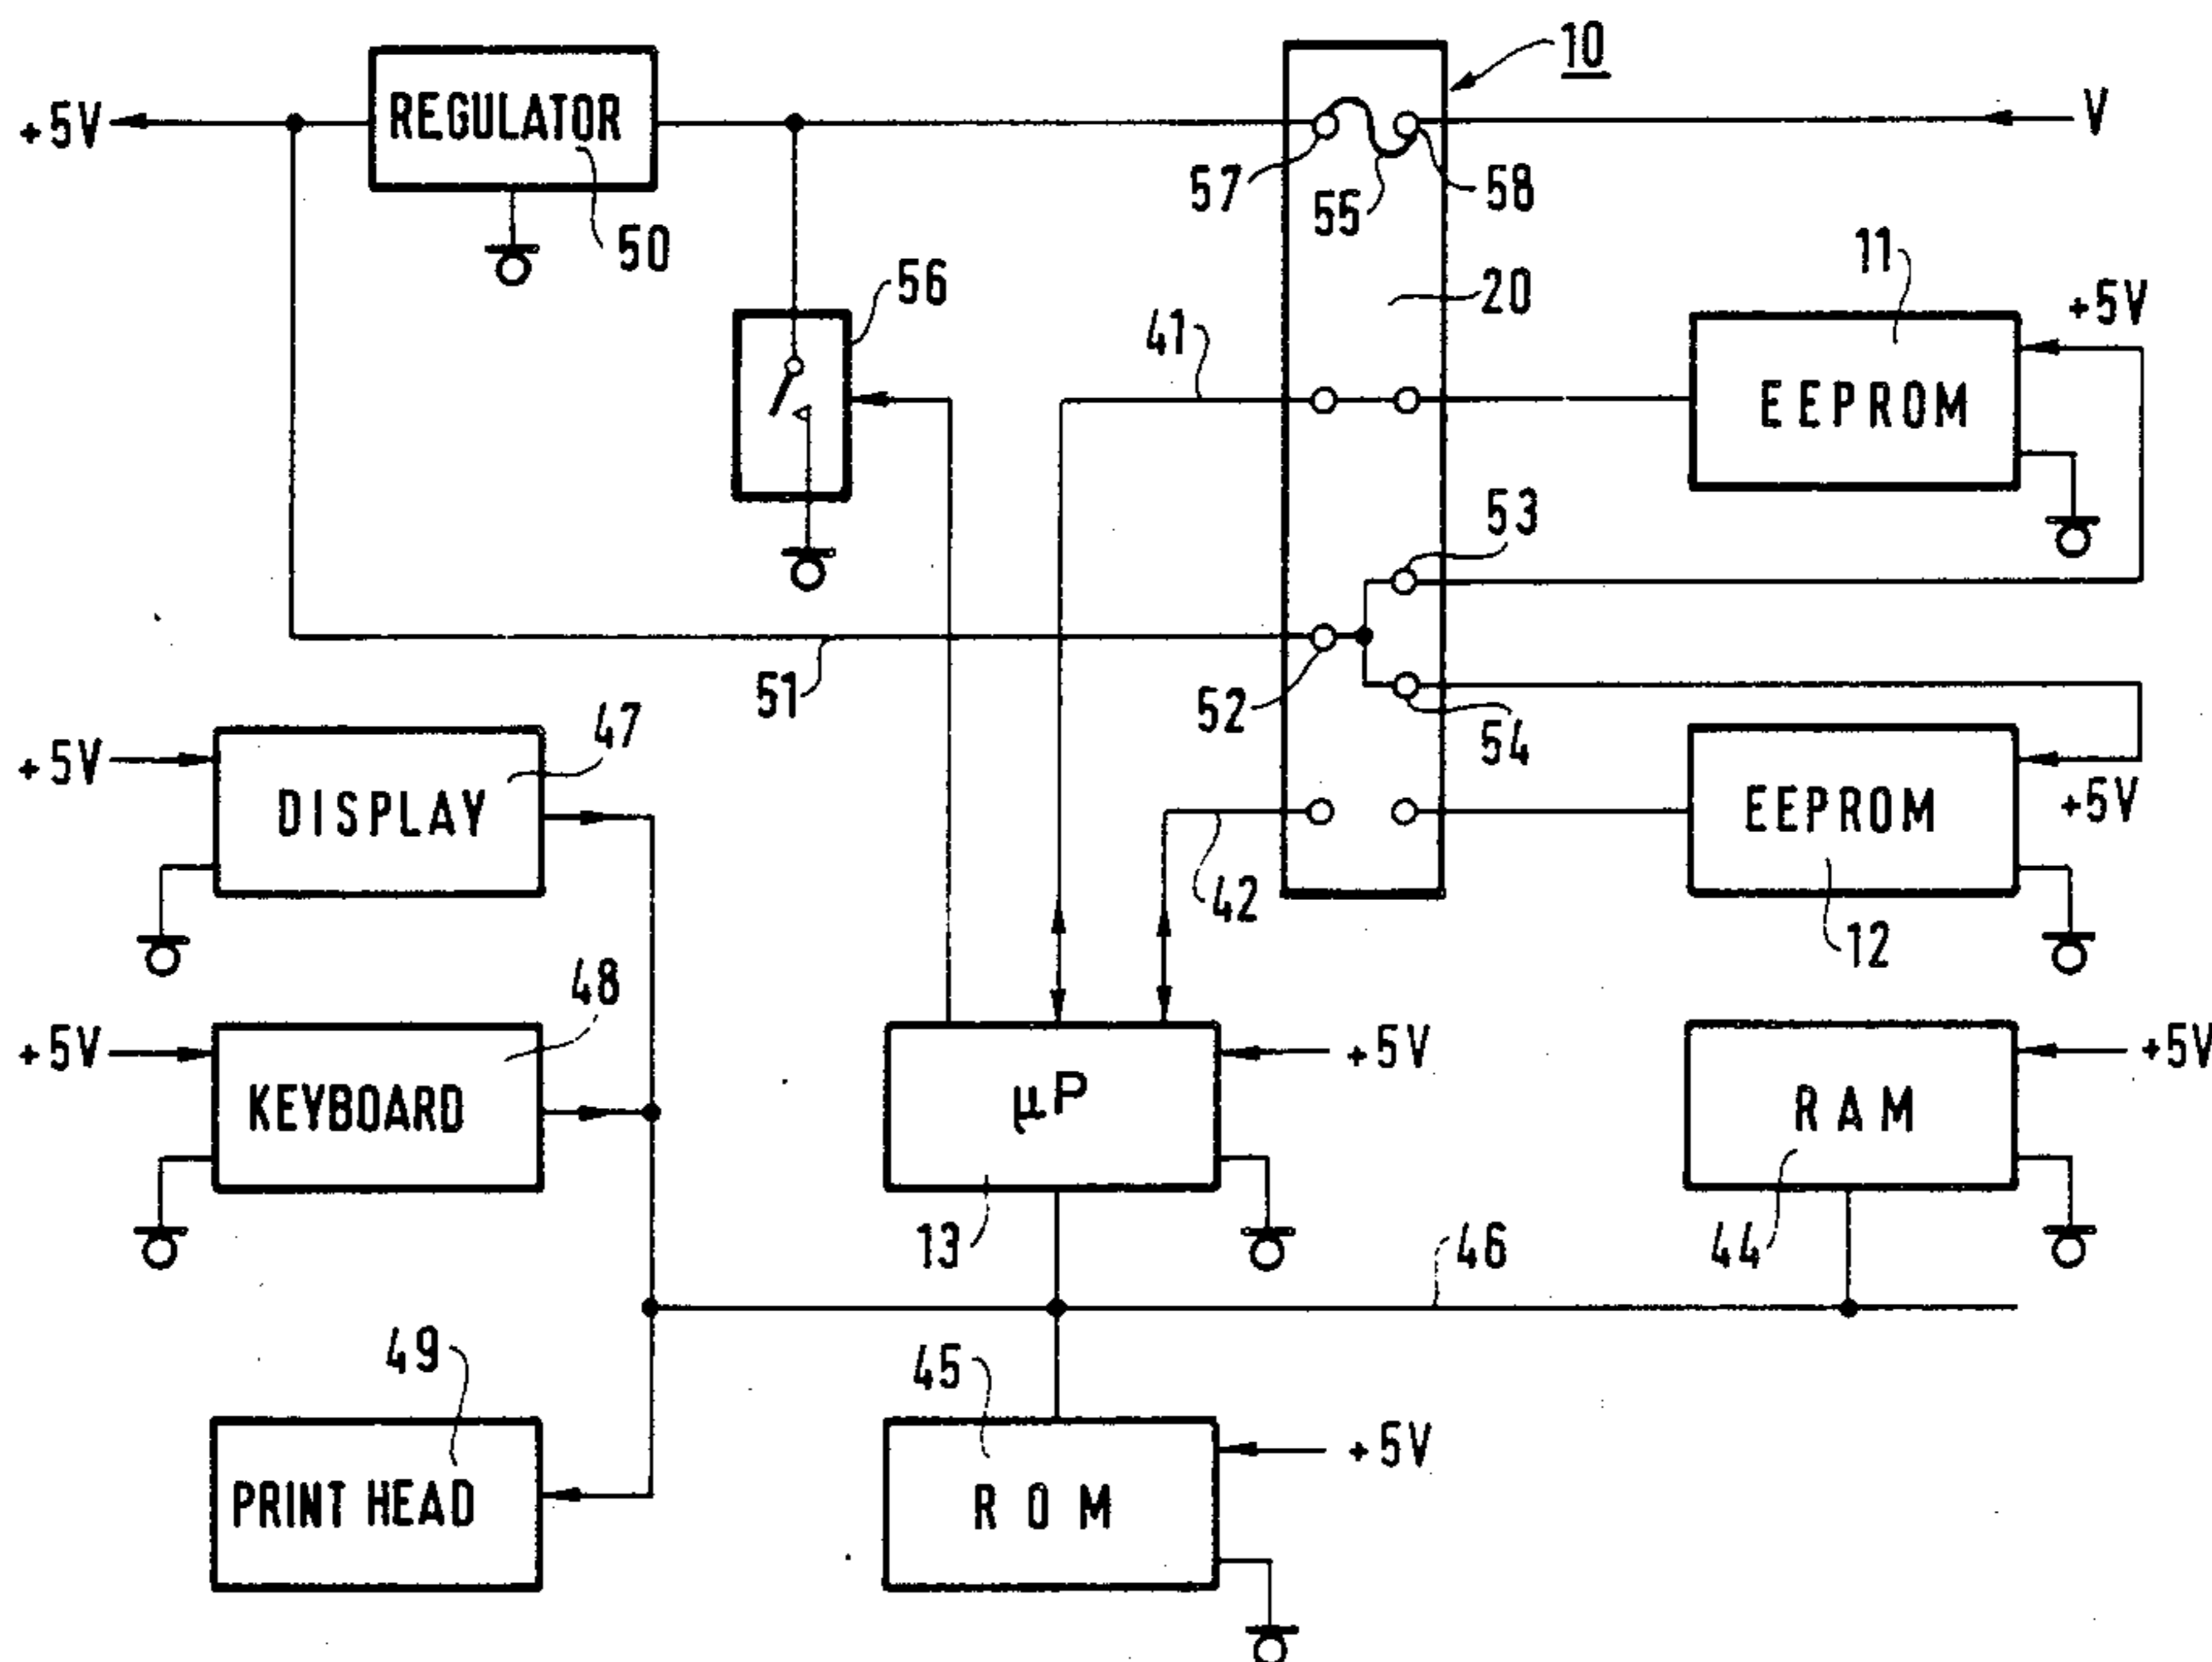 10
+5V
REGULATOR
V
57
55
58
50
11
56
20
+5V
41
EEPROM
53
51
52
54
47
+5V
DISPLAY
EEPROM
+5V
42
12
48
+5V
KEYBOARD
µP
+5V
RAM
+5V
13
46
44
49
45
PRINT HEAD
ROM
+5V